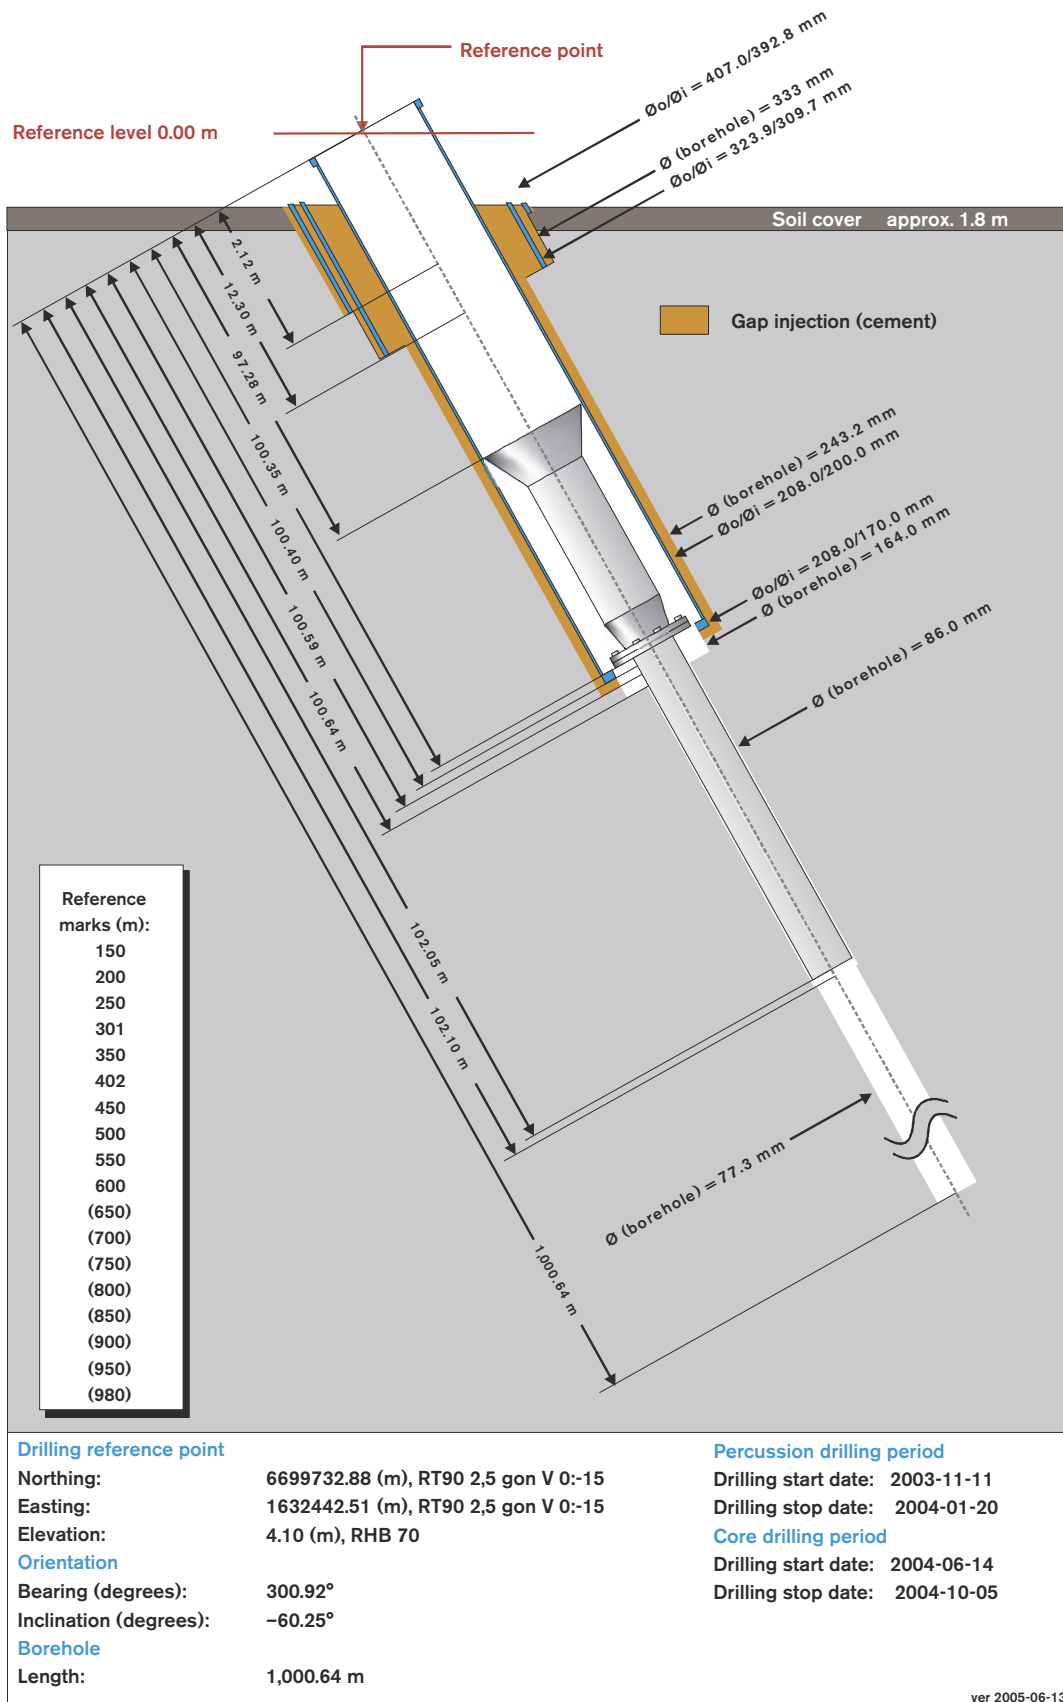 Reference point
Reference level 0.00 m
Øo/Øi = 407.0/392.8 mm
Ø (borehole) = 333 mm
Øo/Øi = 323.9/309.7 mm
Soil cover approx. 1.8 m
Gap injection (cement)
2.12 m
12.30 m
97.28 m
100.35 m
100.40 m
100.59 m
100.64 m
102.05 m
102.10 m
1,000.64 m
Ø (borehole) = 243.2 mm
Øo/Øi = 208.0/200.0 mm
Øo/Øi = 208.0/170.0 mm
Ø (borehole) = 164.0 mm
Ø (borehole) = 86.0 mm
Ø (borehole) = 77.3 mm
Reference
marks (m):
150
200
250
301
350
402
450
500
550
600
(650)
(700)
(750)
(800)
(850)
(900)
(950)
(980)
Drilling reference point
Northing: 6699732.88 (m), RT90 2,5 gon V 0:-15
Easting: 1632442.51 (m), RT90 2,5 gon V 0:-15
Elevation: 4.10 (m), RHB 70
Orientation
Bearing (degrees): 300.92°
Inclination (degrees): −60.25°
Borehole
Length: 1,000.64 m
Percussion drilling period
Drilling start date: 2003-11-11
Drilling stop date: 2004-01-20
Core drilling period
Drilling start date: 2004-06-14
Drilling stop date: 2004-10-05
ver 2005-06-13